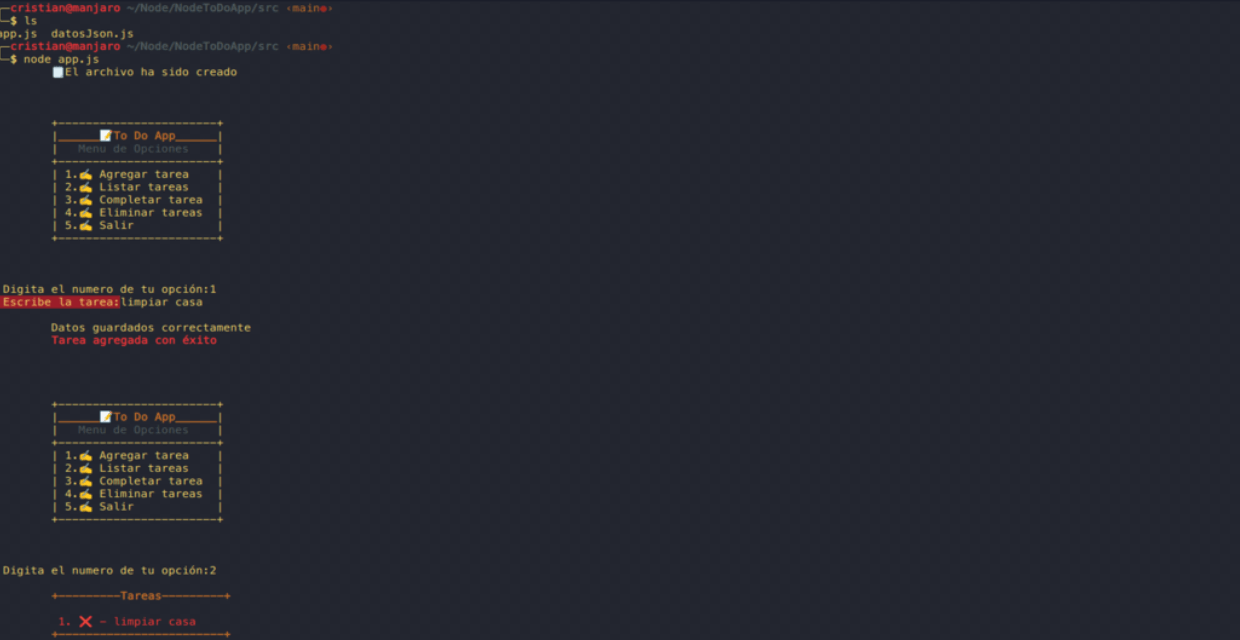 cristian@manjaro ~/Node/NodeToDoApp/src ‹main●›
$ ls
app.js datosJson.js
cristian@manjaro ~/Node/NodeToDoApp/src ‹main●›
$ node app.js
El archivo ha sido creado
+------------------------+
|______📝To Do App______|
| Menu de Opciones |
+------------------------+
| 1.✍ Agregar tarea |
| 2.✍ Listar tareas |
| 3.✍ Completar tarea |
| 4.✍ Eliminar tareas |
| 5.✍ Salir |
+------------------------+
Digita el numero de tu opción:1
Escribe la tarea:limpiar casa
Datos guardados correctamente
Tarea agregada con éxito
+------------------------+
|______📝To Do App______|
| Menu de Opciones |
+------------------------+
| 1.✍ Agregar tarea |
| 2.✍ Listar tareas |
| 3.✍ Completar tarea |
| 4.✍ Eliminar tareas |
| 5.✍ Salir |
+------------------------+
Digita el numero de tu opción:2
+---------Tareas---------+
1. ❌ - limpiar casa
+------------------------+